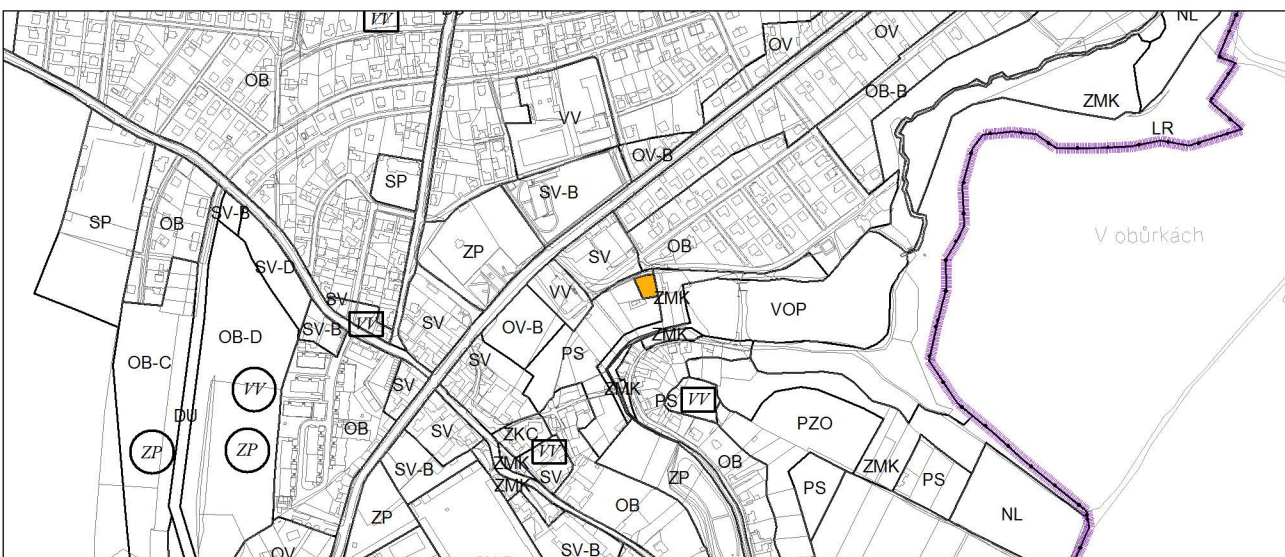 VV
NL
OV
OV
OB
OB-B
ZMK
VV
LR
OV-B
SP
SV-B
SP
OB
SV-B
V obůrkách
ZP
SV
OB
SV-D
VV
ZMK
VOP
SV
SV-B
VV
SV
OV-B
ZMK
OB-C
OB-D
SV
PS
ZMK
SV
VV
PS
VV
DU
PZO
OB
SV
ZKC
ZP
ZP
VV
SV-B
ZMK
ZMK
SV
OB
ZP
OB
ZMK
PS
PS
NL
ZP
OV
SV-B